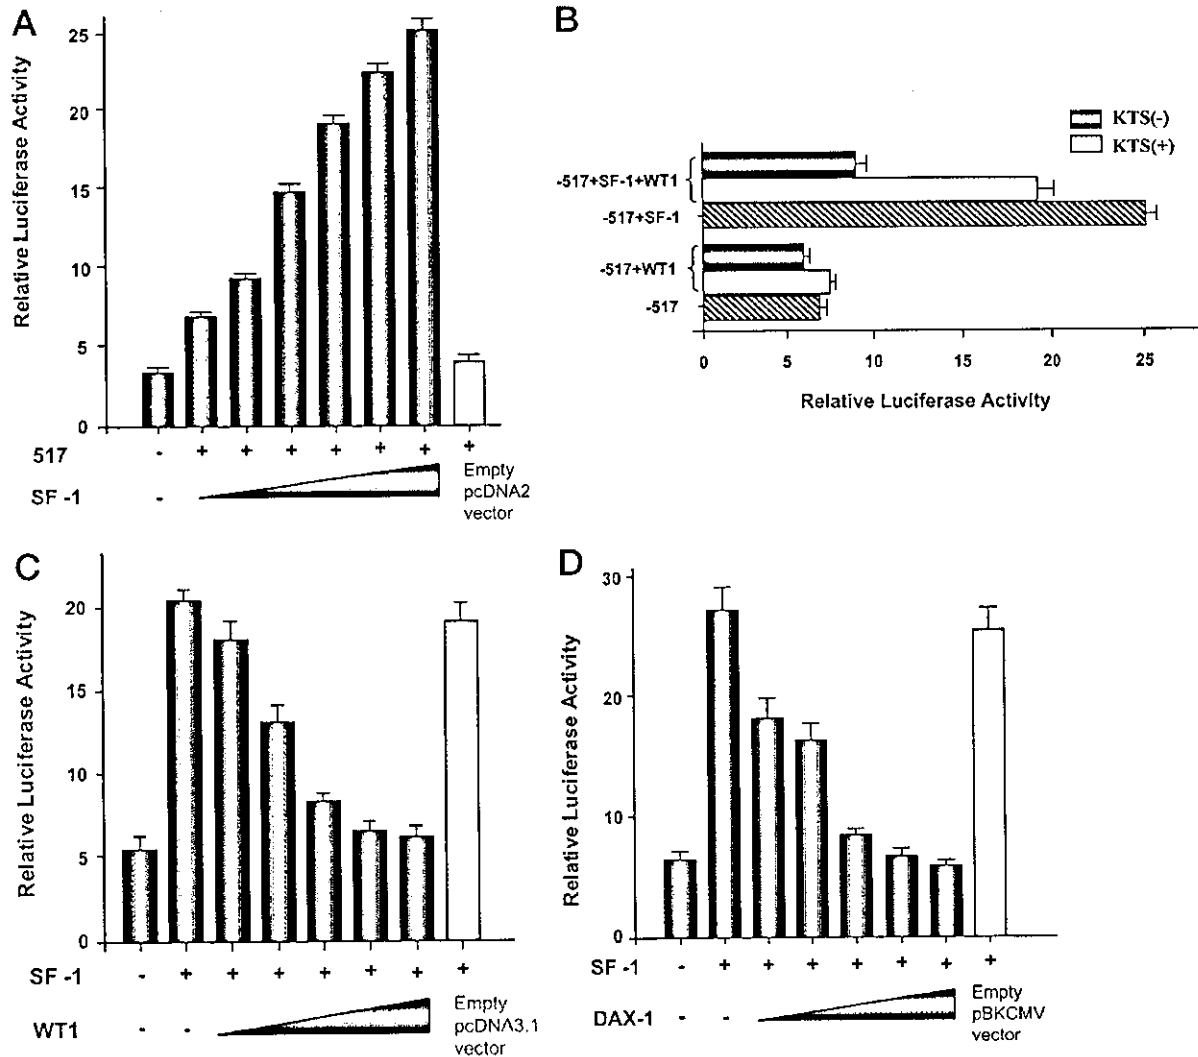 A
Relative Luciferase Activity
25
20
15
10
5
0
517 - + + + + + + +
SF -1 -
Empty
pcDNA2
vector
B
KTS(-)
KTS(+)
-517+SF-1+WT1
-517+SF-1
-517+WT1
-517
0 5 10 15 20 25
Relative Luciferase Activity
C
Relative Luciferase Activity
20
15
10
5
0
SF -1 - + + + + + + +
WT1 - -
Empty
pcDNA3.1
vector
D
Relative Luciferase Activity
30
20
10
0
SF -1 - + + + + + + +
DAX-1 - -
Empty
pBKCMV
vector